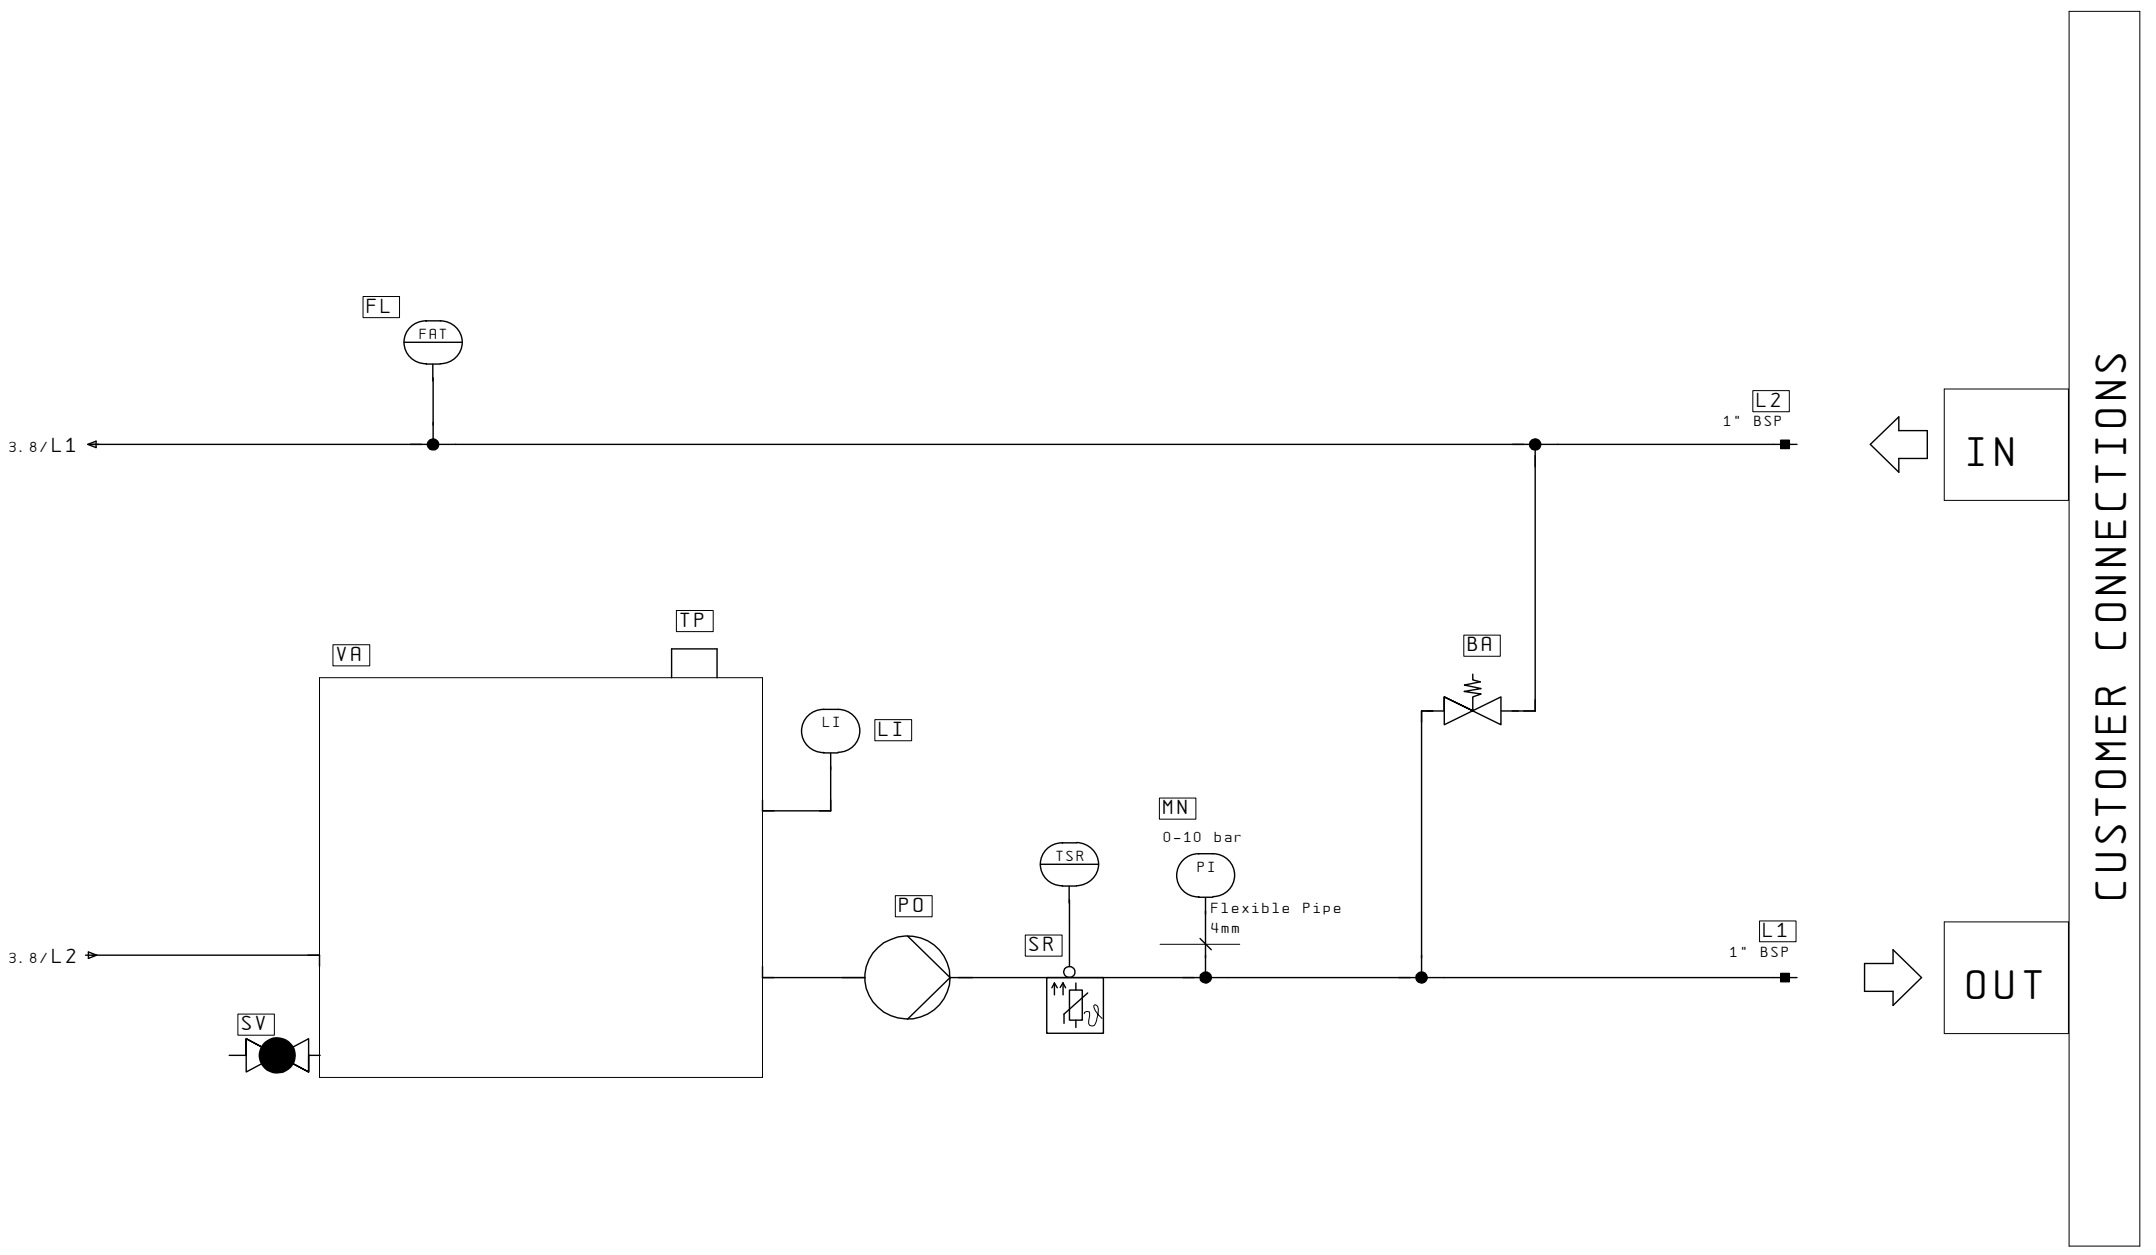 FL
FAT
L2
1" BSP
3.8/L1
IN
CUSTOMER CONNECTIONS
TP
BA
VA
LI
LI
MN
0-10 bar
TSR
PI
PO
Flexible Pipe
4mm
SR
L1
1" BSP
3.8/L2
OUT
SV